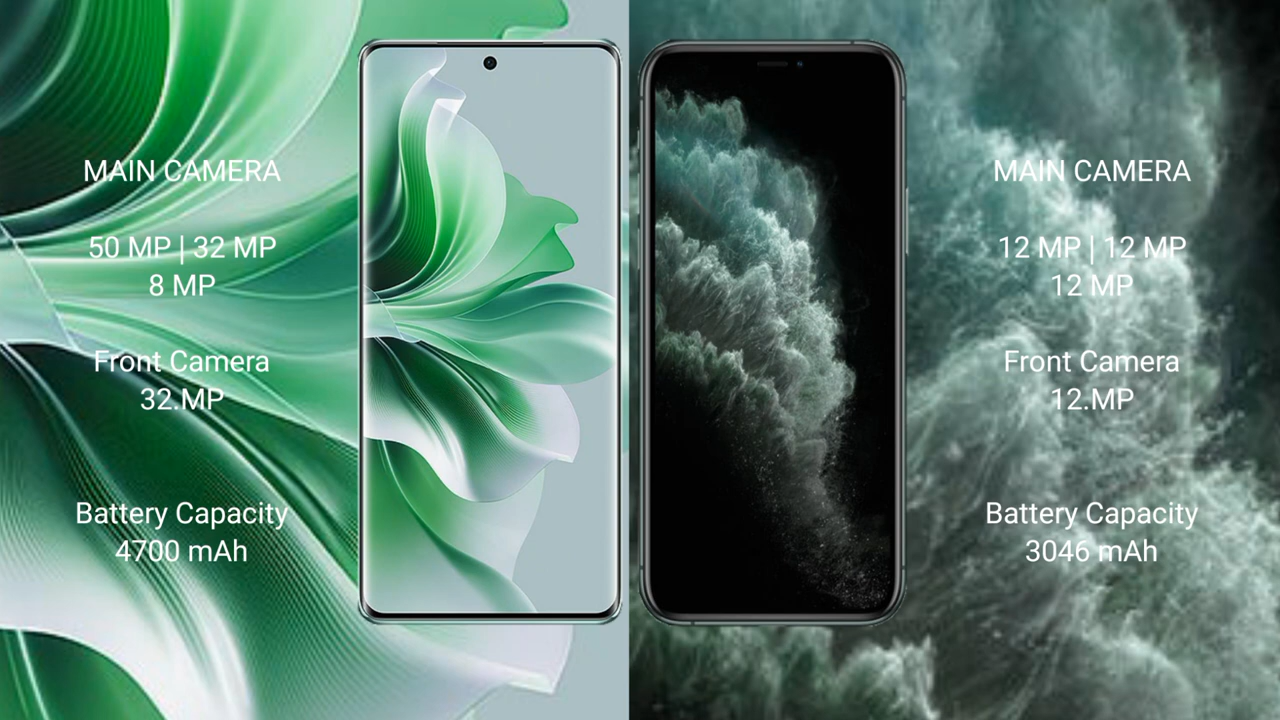 MAIN CAMERA
50 MP | 32 MP
8 MP
Front Camera
32.MP
Battery Capacity
4700 mAh
MAIN CAMERA
12 MP | 12 MP
12 MP
Front Camera
12.MP
Battery Capacity
3046 mAh